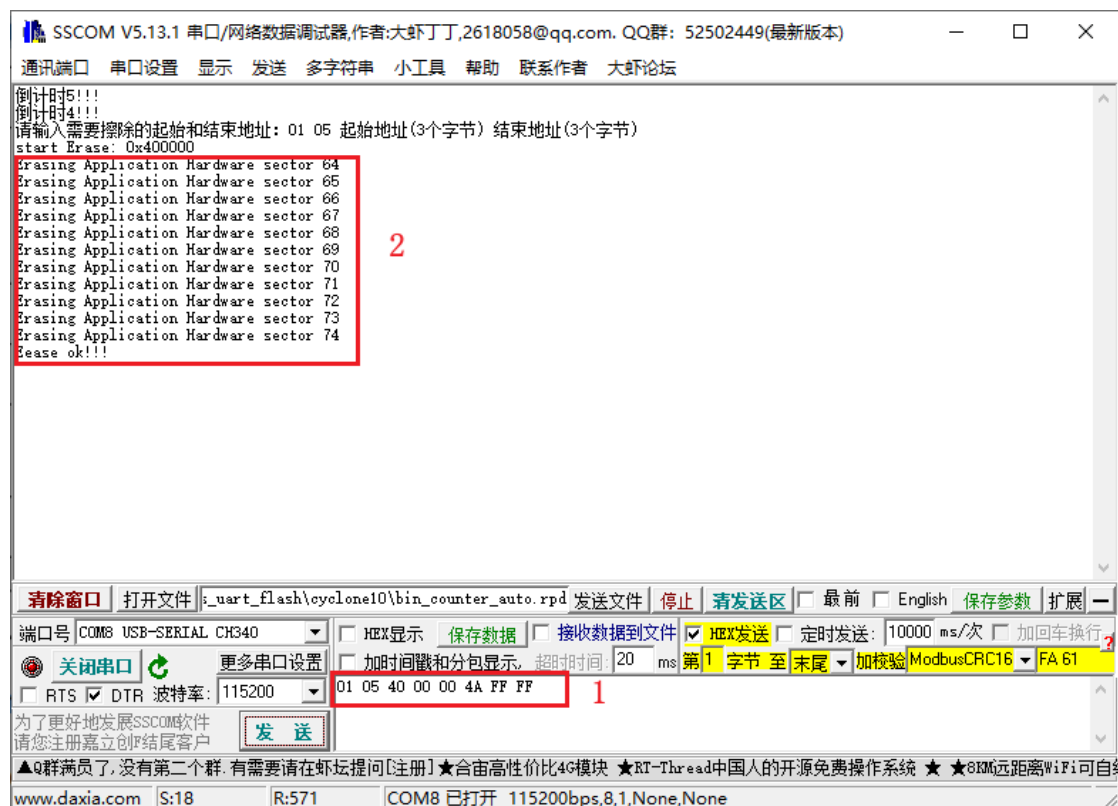 SSCOM V5.13.1 串口/网络数据调试器,作者:大虾丁丁,2618058@qq.com. QQ群: 52502449(最新版本)
通讯端口 串口设置 显示 发送 多字符串 小工具 帮助 联系作者 大虾论坛
倒计时5!!!
倒计时4!!!
请输入需要擦除的起始和结束地址: 01 05 起始地址(3个字节) 结束地址(3个字节)
start Erase: 0x400000
Erasing Application Hardware sector 64
Erasing Application Hardware sector 65
Erasing Application Hardware sector 66
Erasing Application Hardware sector 67
Erasing Application Hardware sector 68
Erasing Application Hardware sector 69
Erasing Application Hardware sector 70
Erasing Application Hardware sector 71
Erasing Application Hardware sector 72
Erasing Application Hardware sector 73
Erasing Application Hardware sector 74
Eease ok!!!
2
清除窗口 打开文件 s_uart_flash\cyclone10\bin_counter_auto.rpd 发送文件 停止 清发送区 最前 English 保存参数 扩展 —
端口号 COM8 USB-SERIAL CH340 HEX显示 保存数据 接收数据到文件 HEX发送 定时发送: 10000 ms/次 加回车换行 ?
关闭串口 更多串口设置 加时间戳和分包显示, 超时时间: 20 ms 第 1 字节 至 末尾 加校验 ModbusCRC16 FA 61
RTS DTR 波特率: 115200 01 05 40 00 00 4A FF FF
1
为了更好地发展SSCOM软件
请您注册嘉立创F结尾客户
发 送
▲Q群满员了,没有第二个群.有需要请在虾坛提问[注册]★合宙高性价比4G模块 ★RT-Thread中国人的开源免费操作系统 ★ ★8KM远距离WiFi可自
www.daxia.com S:18 R:571 COM8 已打开 115200bps,8,1,None,None